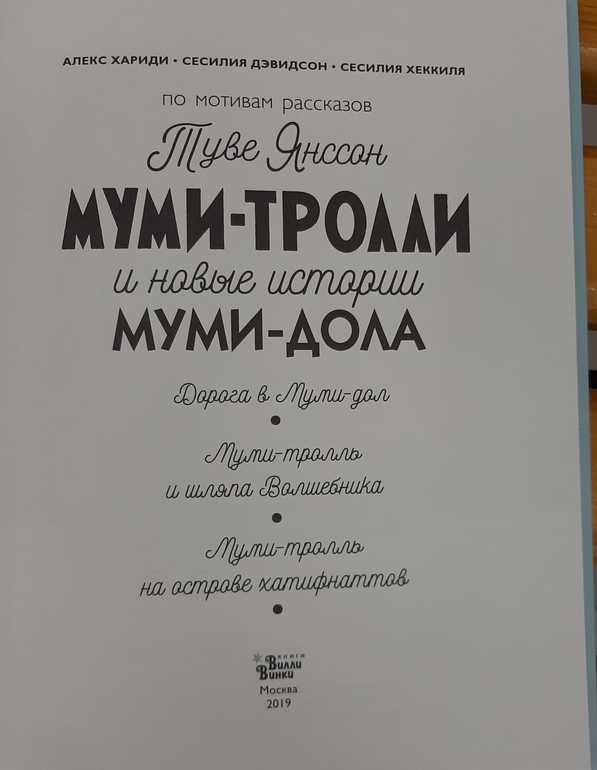 АЛЕКС ХАРИДИ • СЕСИЛИЯ ДЭВИДСОН • СЕСИЛИЯ ХЕККИЛЯ
по мотивам рассказов
Туве Янссон
МУМИ-ТРОЛЛИ
и новые истории
МУМИ-ДОЛА
Дорога в Муми-дол
•
Муми-тролль
и шляпа Волшебника
•
Муми-тролль
на острове хатифнаттов
•
КНИГИ
Вилли
Винки
Москва
2019